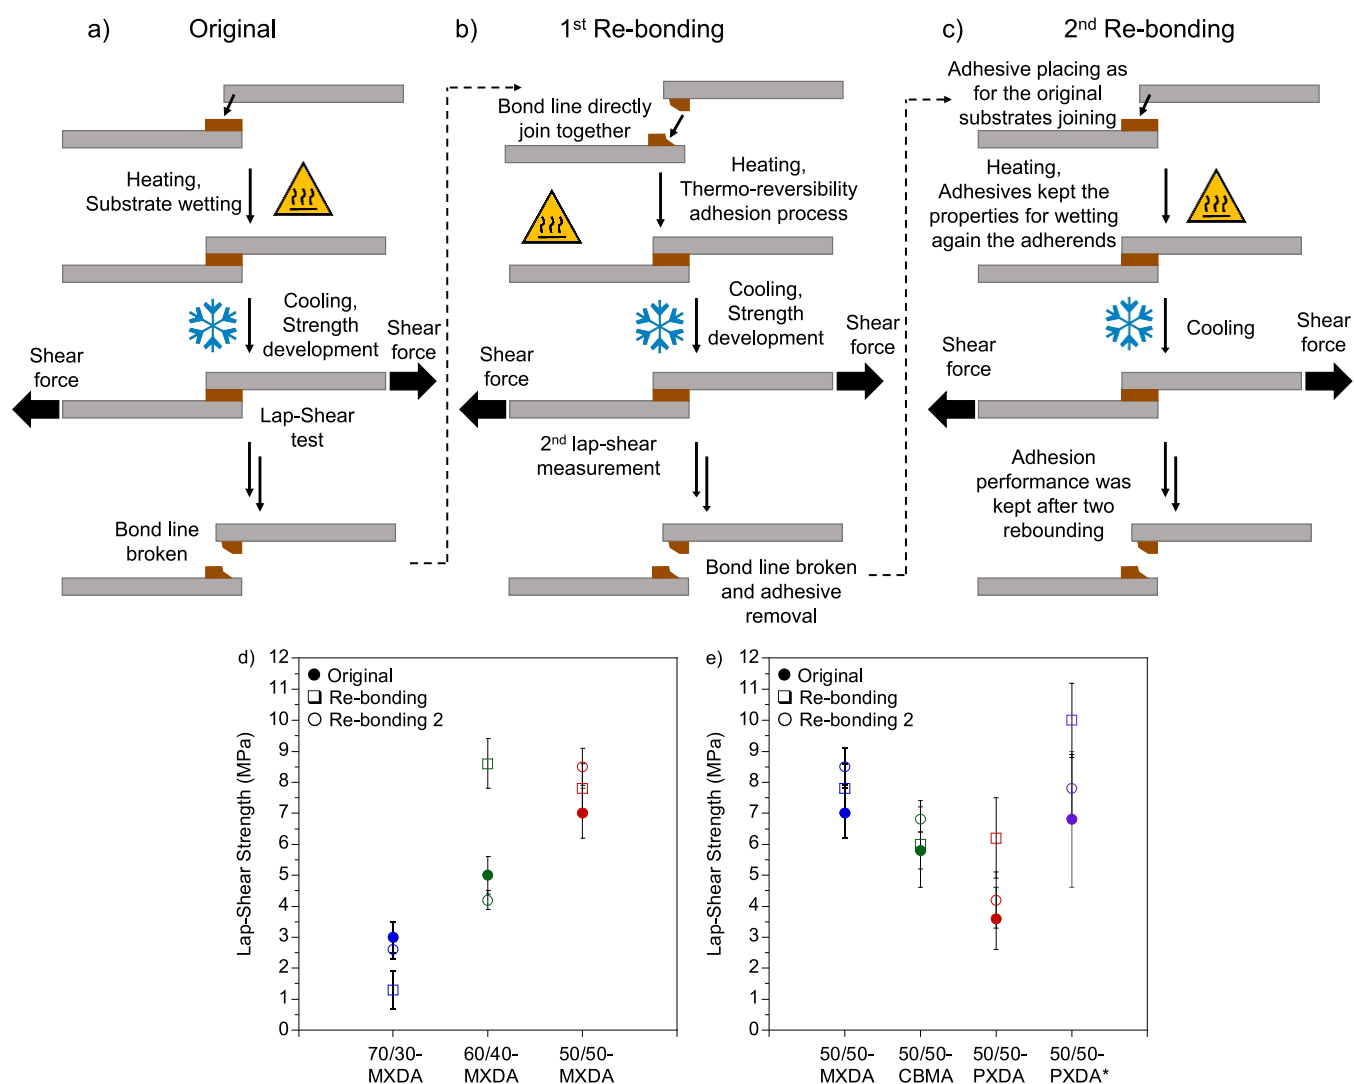 a) Original
Heating,
Substrate wetting
Cooling,
Strength
development
Shear
force
Shear
force
Lap-Shear
test
Bond line
broken
b) 1st Re-bonding
Bond line directly
join together
Heating,
Thermo-reversibility
adhesion process
Cooling,
Strength
development
Shear
force
Shear
force
2nd lap-shear
measurement
Bond line broken
and adhesive
removal
c) 2nd Re-bonding
Adhesive placing as
for the original
substrates joining
Heating,
Adhesives kept the
properties for wetting
again the adherends
Cooling
Shear
force
Shear
force
Adhesion
performance was
kept after two
rebounding
d)
Lap-Shear Strength (MPa)
12
11
10
9
8
7
6
5
4
3
2
1
0
Original
Re-bonding
Re-bonding 2
70/30-
MXDA
60/40-
MXDA
50/50-
MXDA
e)
Lap-Shear Strength (MPa)
12
11
10
9
8
7
6
5
4
3
2
1
0
Original
Re-bonding
Re-bonding 2
50/50-
MXDA
50/50-
CBMA
50/50-
PXDA
50/50-
PXDA*